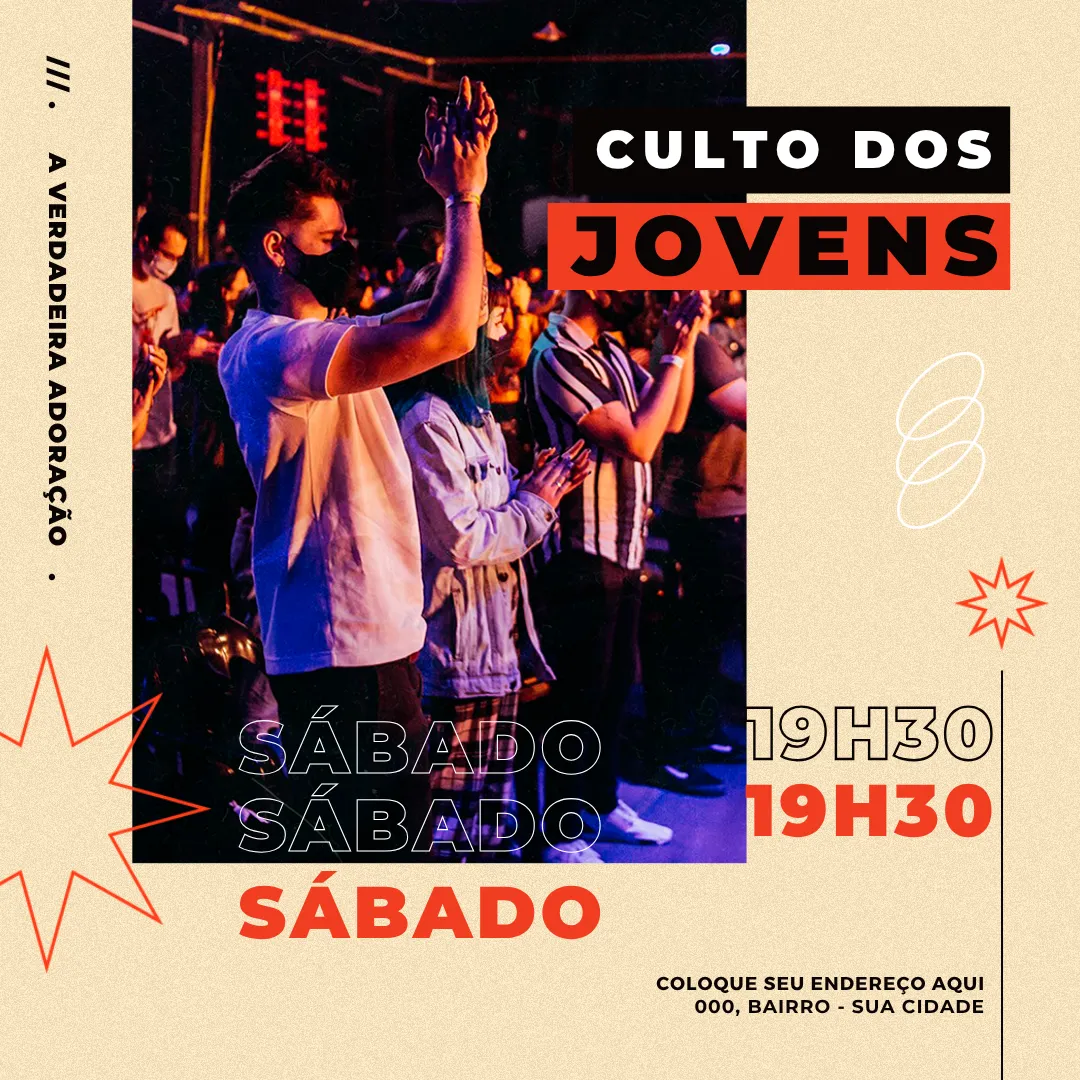 ///.
A VERDADEIRA ADORAÇÃO .
CULTO DOS
JOVENS
SÁBADO
SÁBADO
SÁBADO
19H30
19H30
COLOQUE SEU ENDEREÇO AQUI
000, BAIRRO - SUA CIDADE